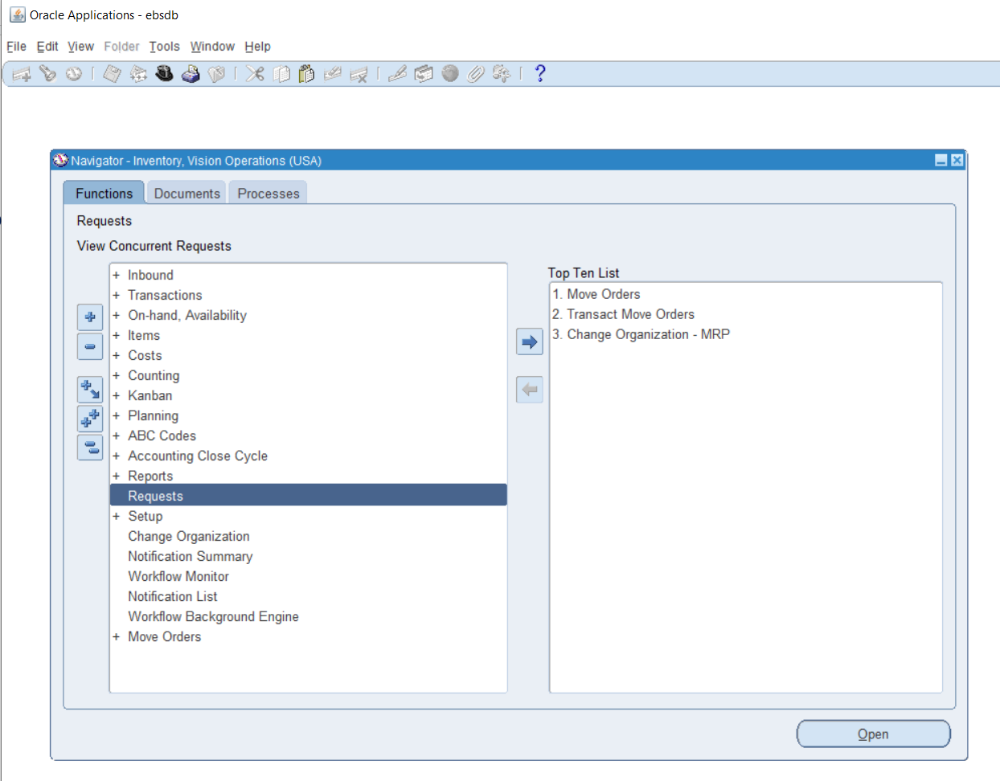 Oracle Applications - ebsdb
File Edit View Folder Tools Window Help
?
Navigator - Inventory, Vision Operations (USA)
Functions Documents Processes
Requests
View Concurrent Requests
+ Inbound
+ Transactions
+ On-hand, Availability
+ Items
+ Costs
+ Counting
+ Kanban
+ Planning
+ ABC Codes
+ Accounting Close Cycle
+ Reports
Requests
+ Setup
Change Organization
Notification Summary
Workflow Monitor
Notification List
Workflow Background Engine
+ Move Orders
Top Ten List
1. Move Orders
2. Transact Move Orders
3. Change Organization - MRP
Open